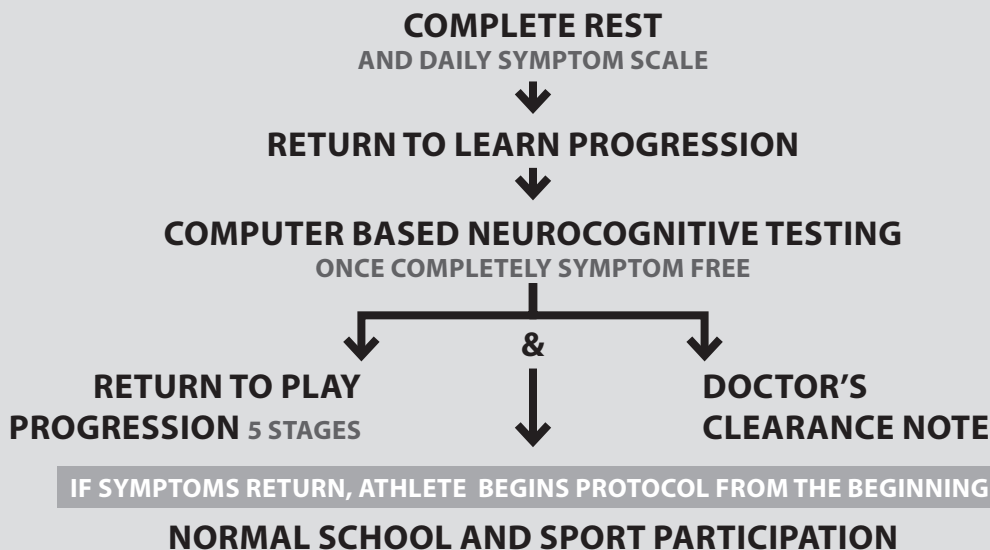 COMPLETE REST
AND DAILY SYMPTOM SCALE
RETURN TO LEARN PROGRESSION
COMPUTER BASED NEUROCOGNITIVE TESTING
ONCE COMPLETELY SYMPTOM FREE
&
RETURN TO PLAY
PROGRESSION 5 STAGES
DOCTOR'S
CLEARANCE NOTE
IF SYMPTOMS RETURN, ATHLETE BEGINS PROTOCOL FROM THE BEGINNING
NORMAL SCHOOL AND SPORT PARTICIPATION